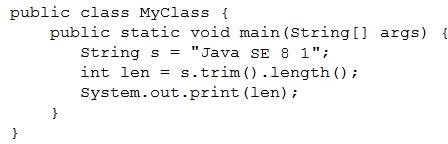 public class MyClass {
    public static void main(String[] args) {
        String s = "Java SE 8 1";
        int len = s.trim().length();
        System.out.print(len);
    }
}